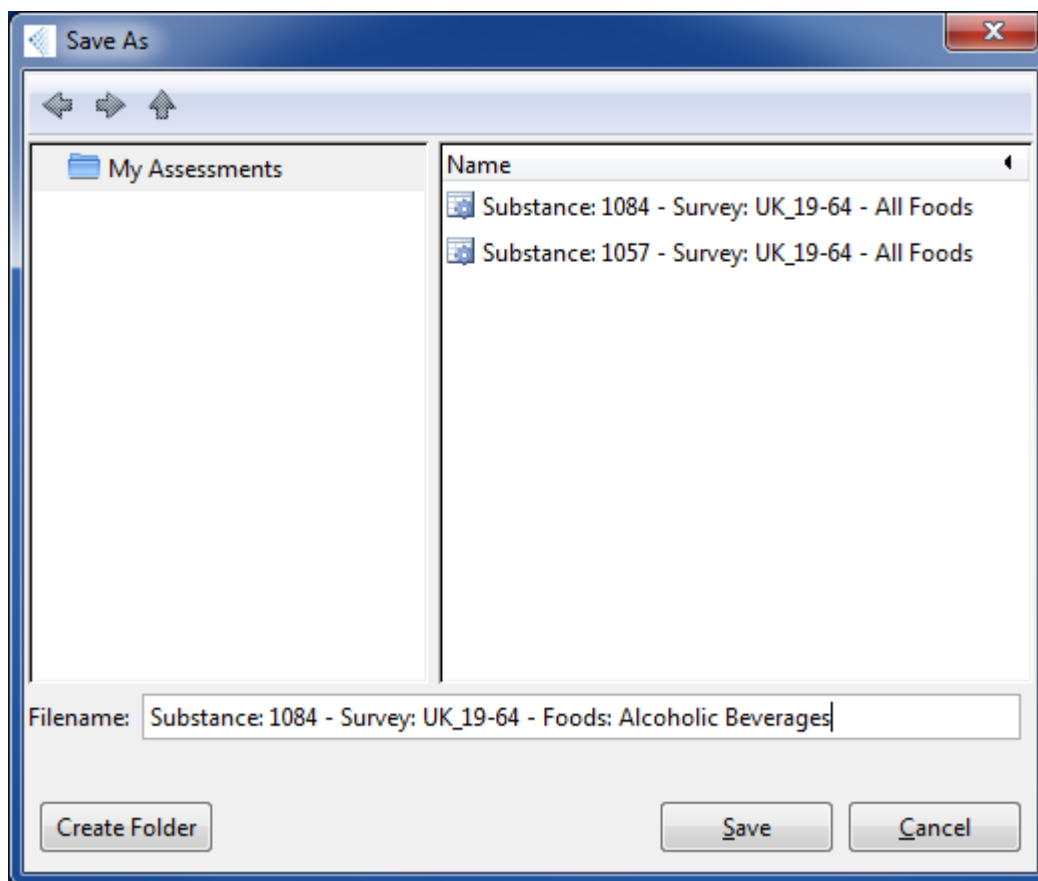 Save As
My Assessments
Name
Substance: 1084 - Survey: UK_19-64 - All Foods
Substance: 1057 - Survey: UK_19-64 - All Foods
Filename: Substance: 1084 - Survey: UK_19-64 - Foods: Alcoholic Beverages
Create Folder Save Cancel